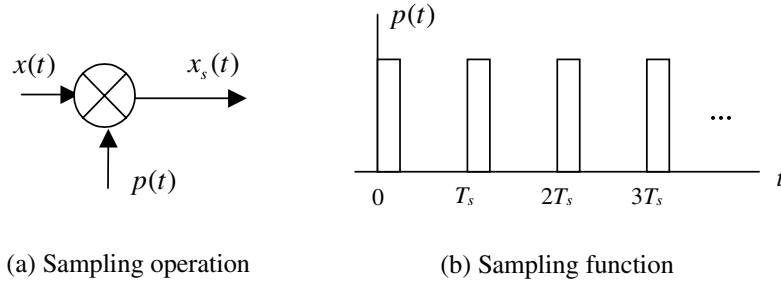 p(t)
x(t)
x_s(t)
p(t)
...
t
0
T_s
2T_s
3T_s
(a) Sampling operation
(b) Sampling function